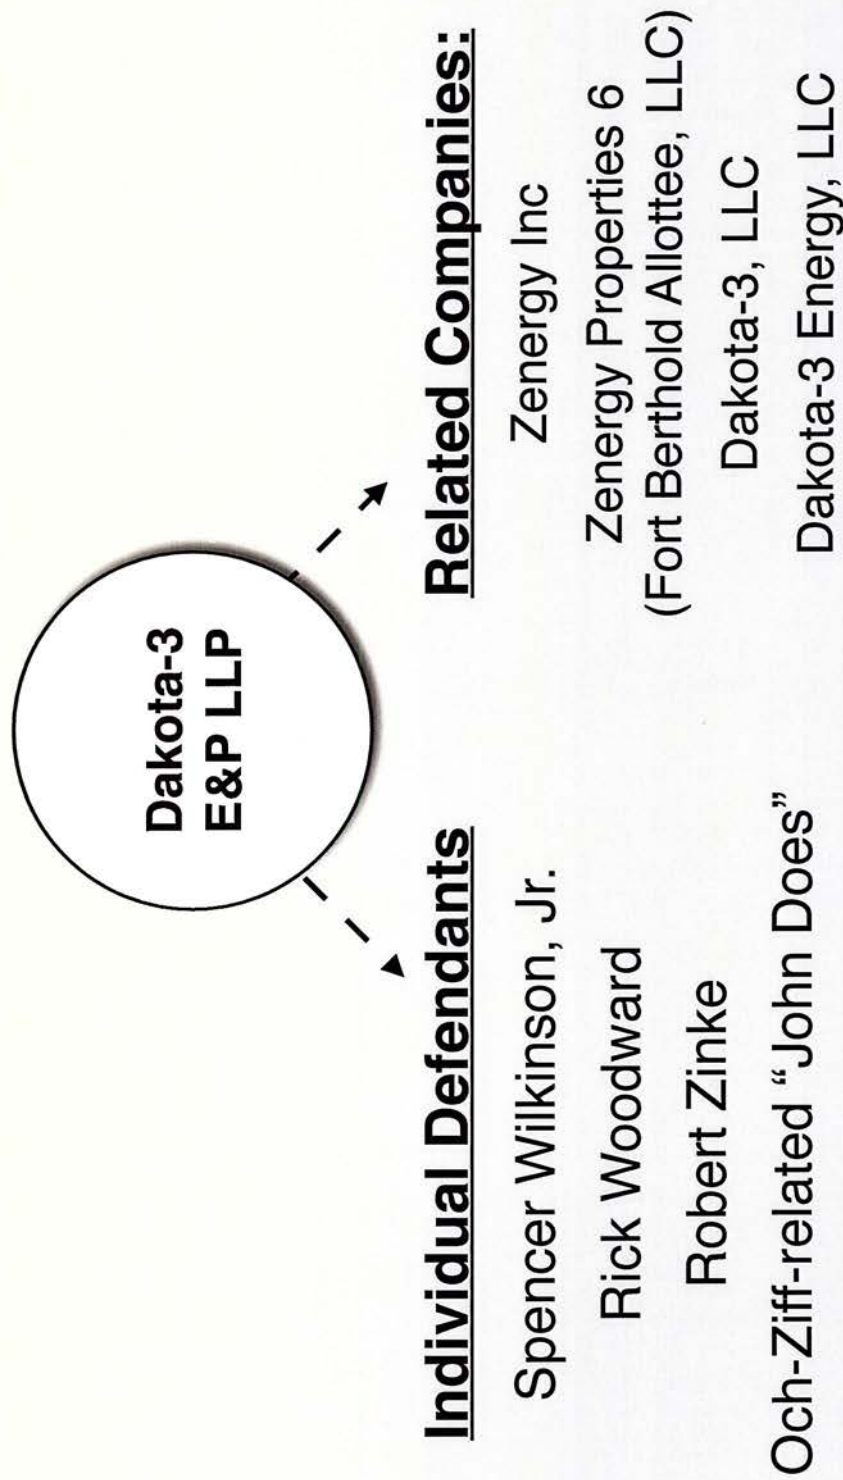 Dakota-3
E&P LLP
Individual Defendants
Spencer Wilkinson, Jr.
Rick Woodward
Robert Zinke
Och-Ziff-related “John Does”
Related Companies:
Zenergy Inc
Zenergy Properties 6
(Fort Berthold Allottee, LLC)
Dakota-3, LLC
Dakota-3 Energy, LLC